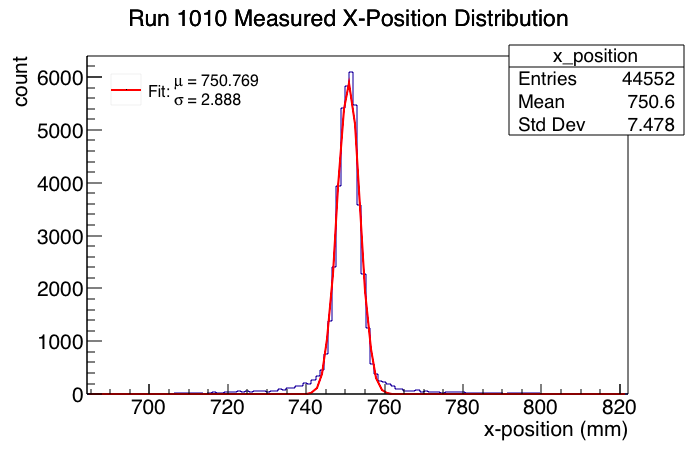 Run 1010 Measured X-Position Distribution
count
6000
5000
4000
3000
2000
1000
0
Fit: μ = 750.769
σ = 2.888
x_position
Entries 44552
Mean 750.6
Std Dev 7.478
700 720 740 760 780 800 820
x-position (mm)